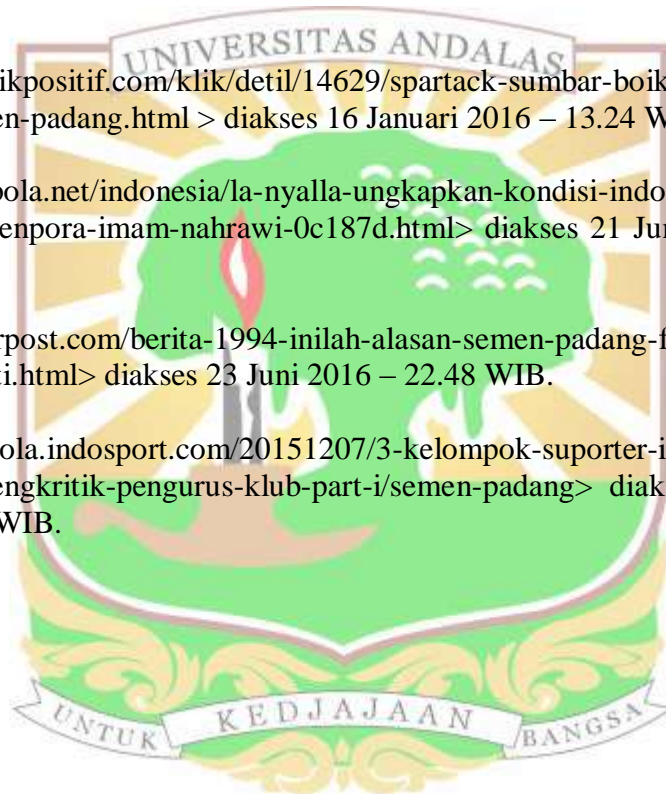 UNIVERSITAS ANDALAS
ikpositif.com/klik/detil/14629/spartack-sumbar-boik
en-padang.html > diakses 16 Januari 2016 – 13.24 W
ola.net/indonesia/la-nyalla-ungkapkan-kondisi-indo
enpora-imam-nahrawi-0c187d.html> diakses 21 Jun
rpost.com/berita-1994-inilah-alasan-semen-padang-f
ti.html> diakses 23 Juni 2016 – 22.48 WIB.
ola.indosport.com/20151207/3-kelompok-suporter-i
engkritik-pengurus-klub-part-i/semen-padang> diak
WIB.
UNTUK KEDJAJAAN BANGSA